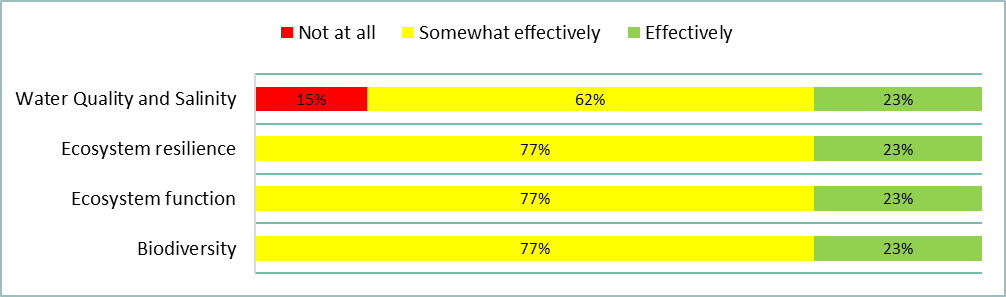 Not at all Somewhat effectively Effectively
Water Quality and Salinity 15% 62% 23%
Ecosystem resilience 77% 23%
Ecosystem function 77% 23%
Biodiversity 77% 23%